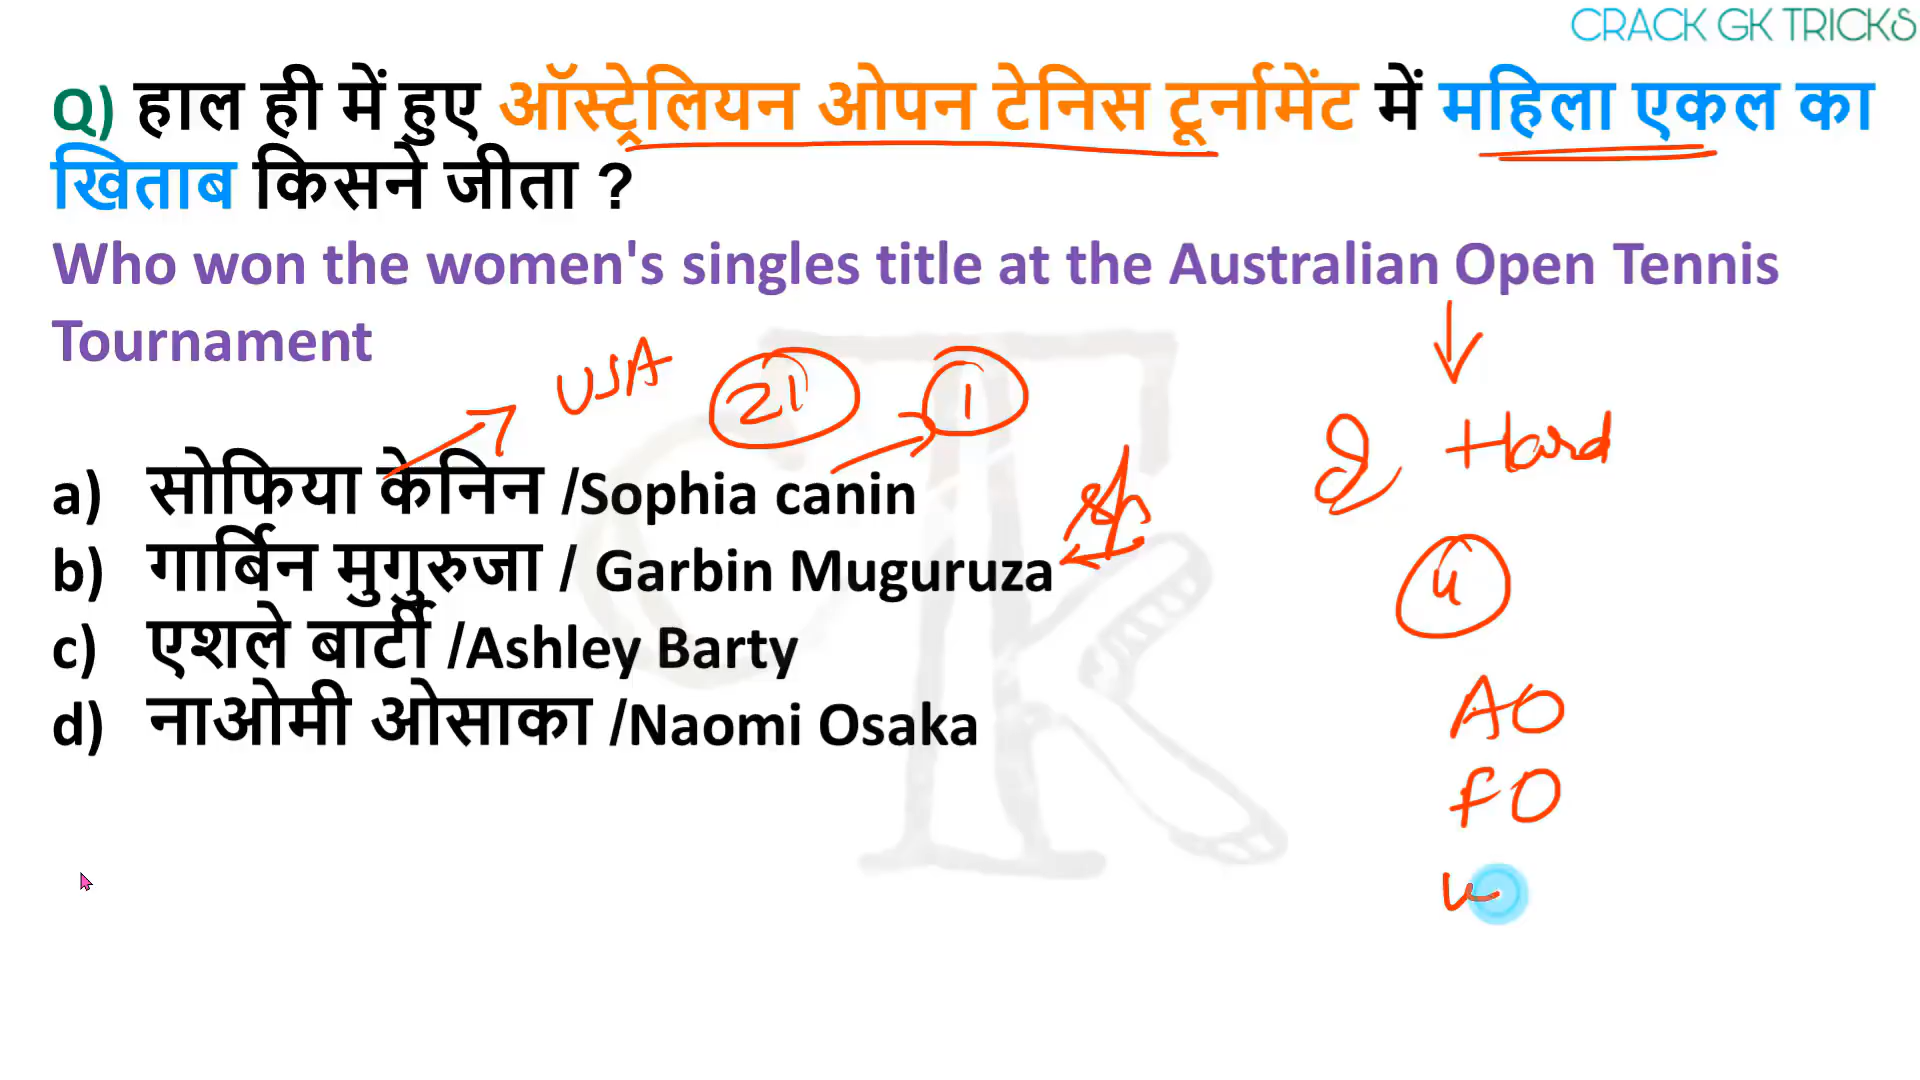 CRACK GK TRICKS
Q) हाल ही में हुए ऑस्ट्रेलियन ओपन टेनिस टूर्नामेंट में महिला एकल का
खिताब किसने जीता ?
Who won the women's singles title at the Australian Open Tennis
Tournament
USA 21 1
Hard
a) सोफिया केनिन /Sophia canin
b) गार्बिन मुगुरुजा / Garbin Muguruza
4
c) एशले बार्टी /Ashley Barty
d) नाओमी ओसाका /Naomi Osaka
AO
FO